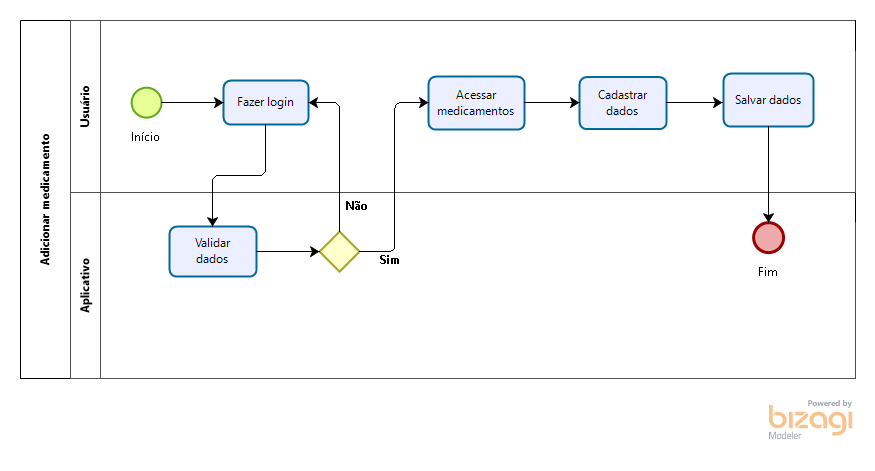 Adicionar medicamento
Usuário
Início
Fazer login
Acessar
medicamentos
Cadastrar
dados
Salvar dados
Aplicativo
Validar
dados
Não
Sim
Fim
Powered by
bizagi
Modeler